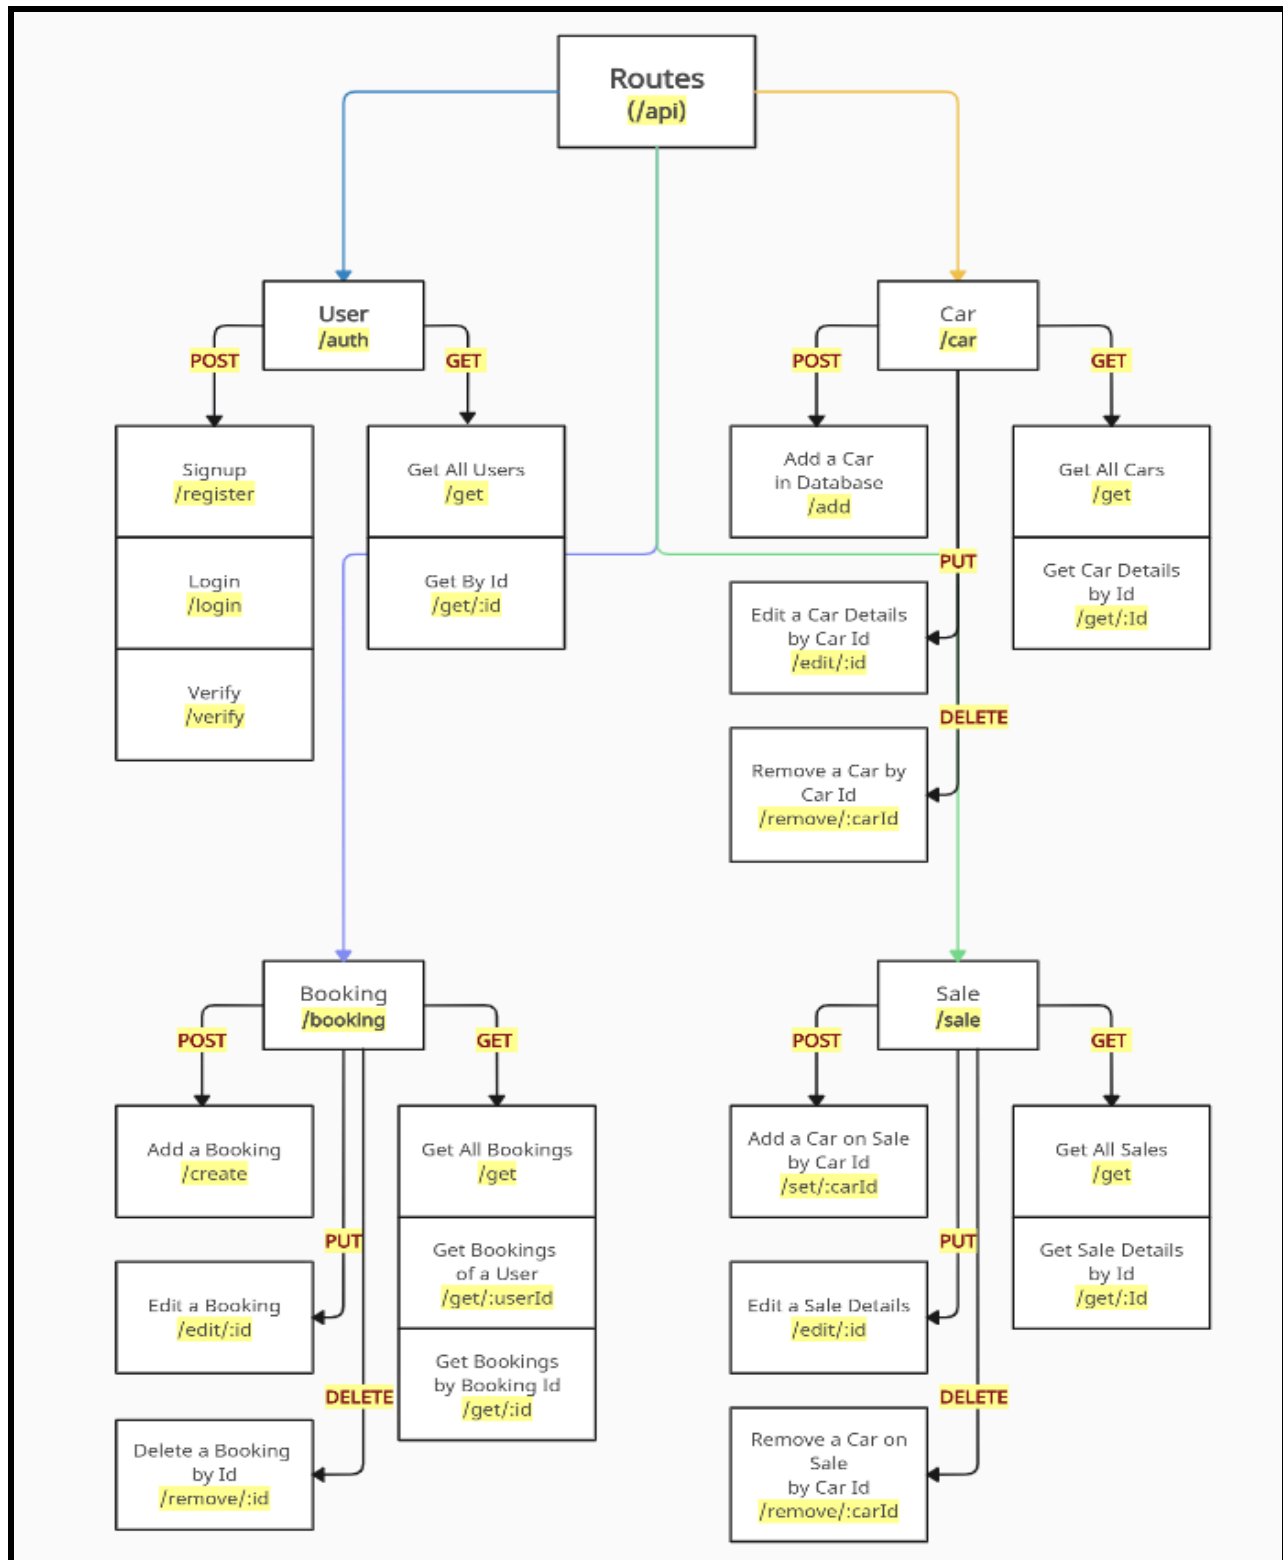 Routes
(/api)
User
/auth
POST
GET
Signup
/register
Login
/login
Verify
/verify
Get All Users
/get
Get By Id
/get/:id
Car
/car
POST
GET
PUT
DELETE
Add a Car
in Database
/add
Edit a Car Details
by Car Id
/edit/:id
Remove a Car by
Car Id
/remove/:carId
Get All Cars
/get
Get Car Details
by Id
/get/:Id
Booking
/booking
POST
GET
PUT
DELETE
Add a Booking
/create
Edit a Booking
/edit/:id
Delete a Booking
by Id
/remove/:id
Get All Bookings
/get
Get Bookings
of a User
/get/:userId
Get Bookings
by Booking Id
/get/:id
Sale
/sale
POST
GET
PUT
DELETE
Add a Car on Sale
by Car Id
/set/:carId
Edit a Sale Details
/edit/:id
Remove a Car on
Sale
by Car Id
/remove/:carId
Get All Sales
/get
Get Sale Details
by Id
/get/:Id